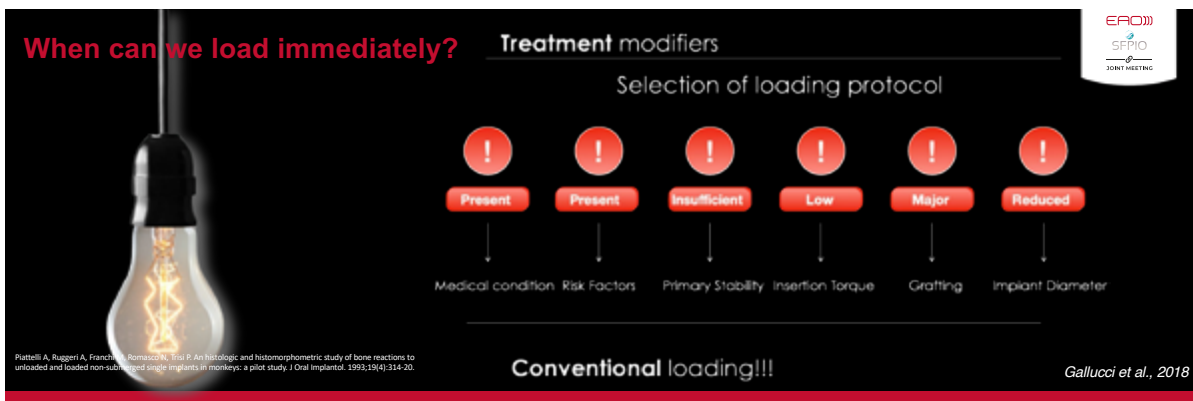 When can we load immediately?
Treatment modifiers
EAO
SFPIO
JOINT MEETING
Selection of loading protocol
! ! ! ! ! !
Present Present Insufficient Low Major Reduced
Medical condition Risk Factors Primary Stability Insertion Torque Grafting Implant Diameter
Piattelli A, Ruggeri A, Franchi M, Romasco N, Trisi P. An histologic and histomorphometric study of bone reactions to
unloaded and loaded non-submerged single implants in monkeys: a pilot study. J Oral Implantol. 1993;19(4):314-20.
Conventional loading!!!
Gallucci et al., 2018